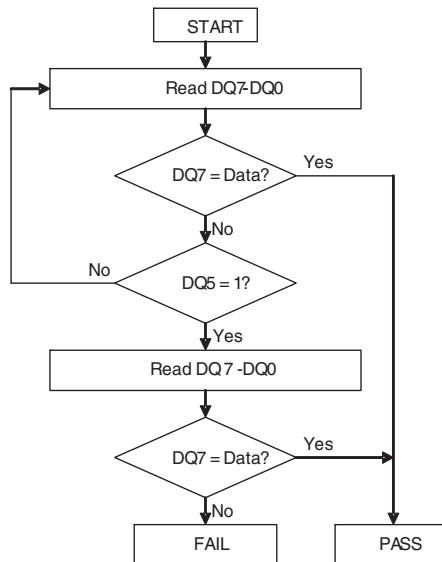 START
Read DQ7-DQ0
DQ7 = Data?
Yes
No
No
DQ5 = 1?
Yes
Read DQ 7 -DQ0
DQ7 = Data?
Yes
No
FAIL
PASS